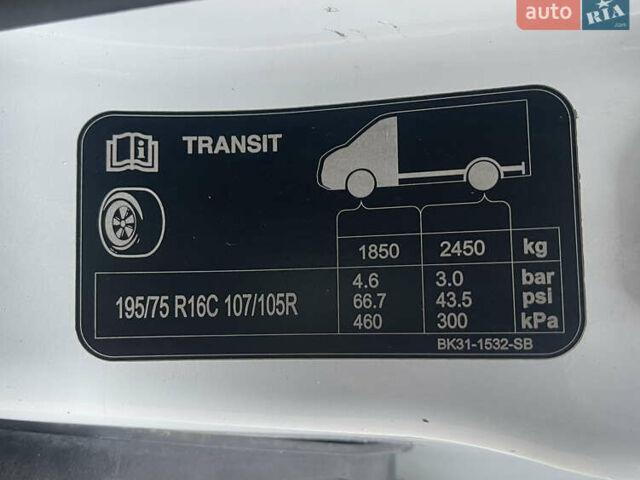 auto RIA.com
TRANSIT
1850 2450 kg
4.6 3.0 bar
195/75 R16C 107/105R 66.7 43.5 psi
460 300 kPa
BK31-1532-SB